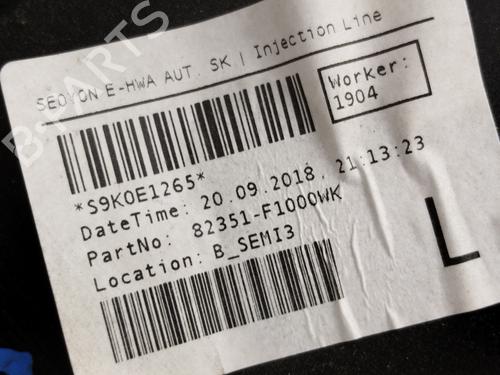 SEOYON E-HWA AUT. SK | Injection Line
Worker:
1904
*S9K0E1265*
DateTime: 20.09.2018, 21:13:23
PartNo: 82351-F1000WK
Location: B_SEMI3
L
B-PARTS